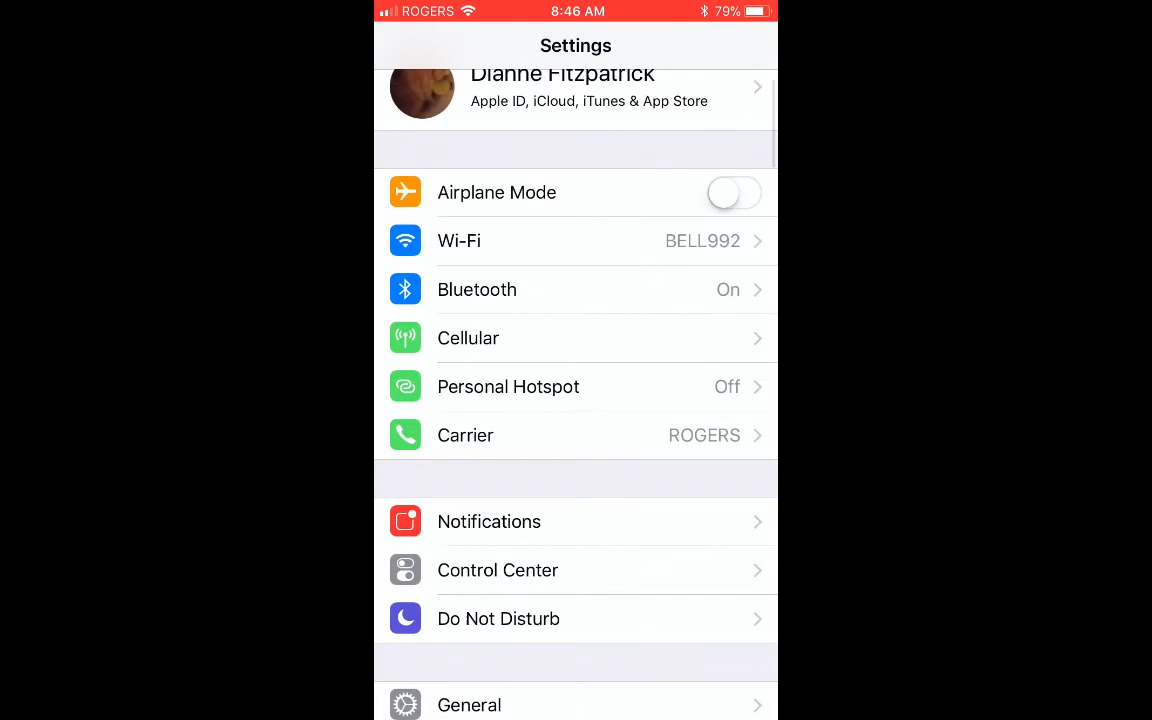 ROGERS 8:46 AM 79%
Settings
Dianne Fitzpatrick
Apple ID, iCloud, iTunes & App Store
Airplane Mode
Wi-Fi BELL992
Bluetooth On
Cellular
Personal Hotspot Off
Carrier ROGERS
Notifications
Control Center
Do Not Disturb
General